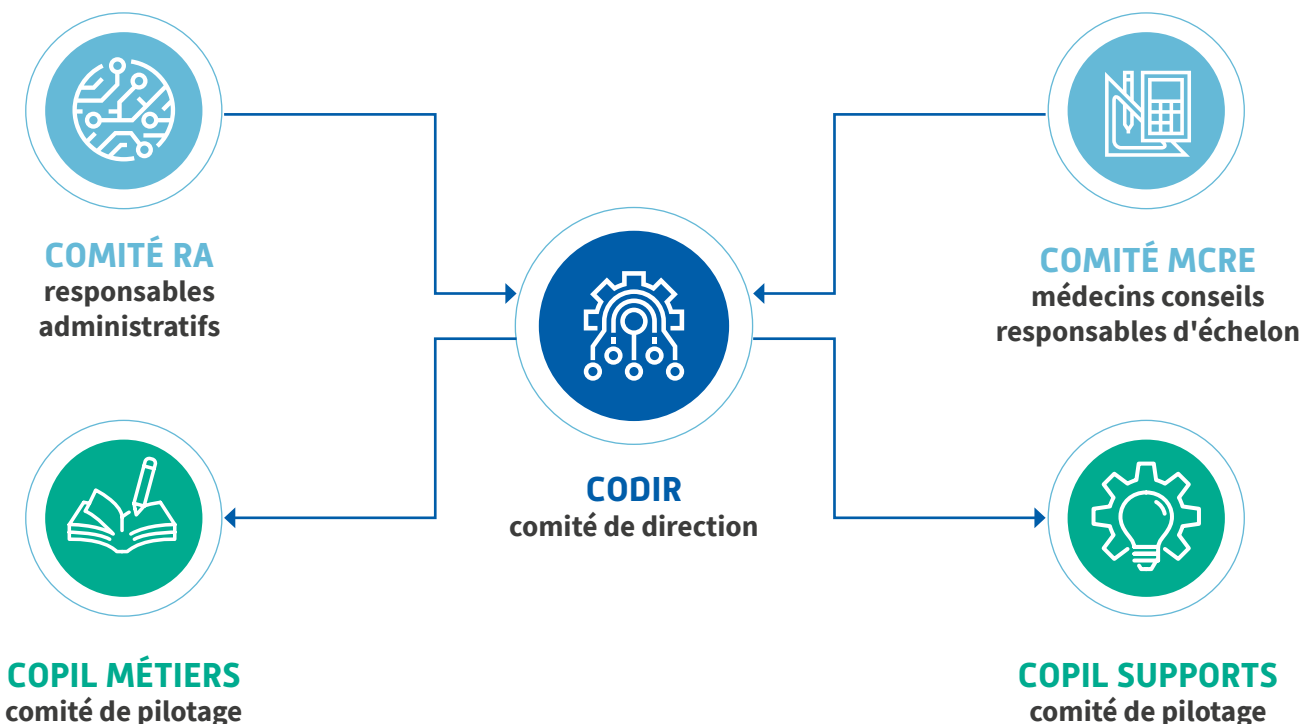 COMITÉ RA
responsables
administratifs
COMITÉ MCRE
médecins conseils
responsables d'échelon
CODIR
comité de direction
COPIL MÉTIERS
comité de pilotage
COPIL SUPPORTS
comité de pilotage